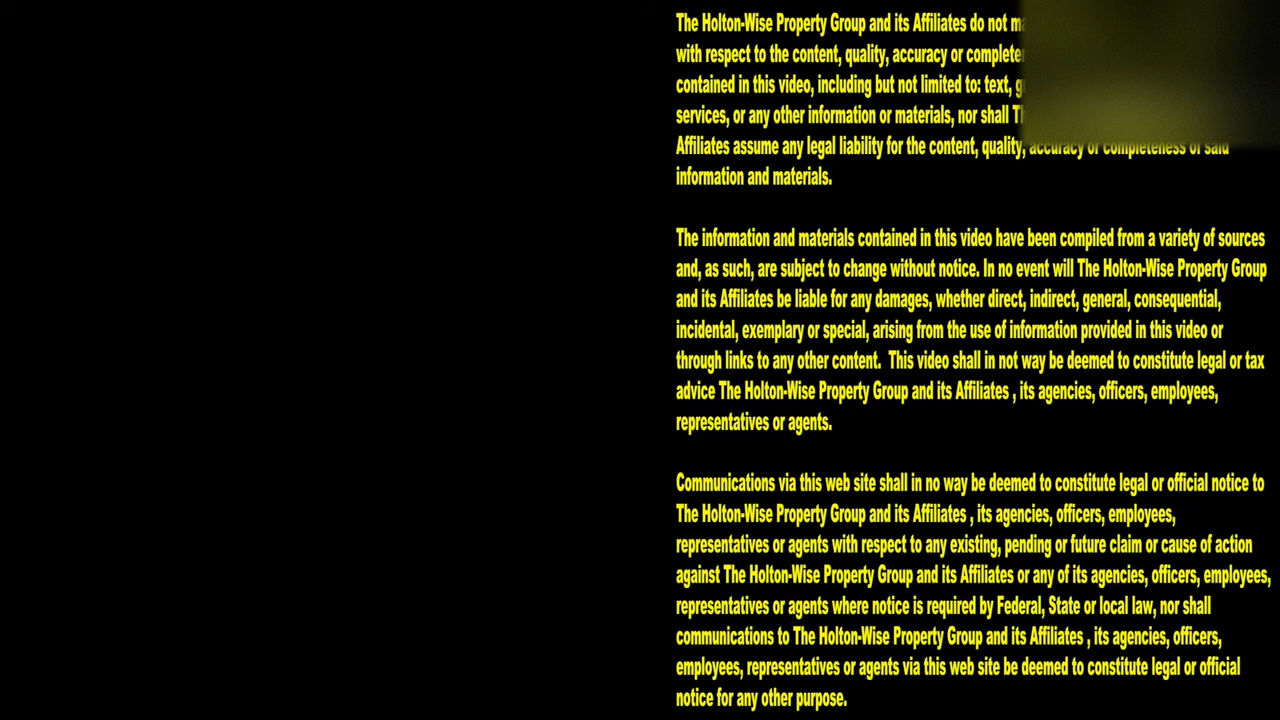 The Holton-Wise Property Group and its Affiliates do not
with respect to the content, quality, accuracy or
contained in this video, including but not limited to: text,
services, or any other information or materials, nor shall
Affiliates assume any legal liability for the content, quality, accuracy or completeness of said
information and materials.
The information and materials contained in this video have been compiled from a variety of sources
and, as such, are subject to change without notice. In no event will The Holton-Wise Property Group
and its Affiliates be liable for any damages, whether direct, indirect, general, consequential,
incidental, exemplary or special, arising from the use of information provided in this video or
through links to any other content. This video shall in not way be deemed to constitute legal or tax
advice The Holton-Wise Property Group and its Affiliates , its agencies, officers, employees,
representatives or agents.
Communications via this web site shall in no way be deemed to constitute legal or official notice to
The Holton-Wise Property Group and its Affiliates , its agencies, officers, employees,
representatives or agents with respect to any existing, pending or future claim or cause of action
against The Holton-Wise Property Group and its Affiliates or any of its agencies, officers, employees,
representatives or agents where notice is required by Federal, State or local law, nor shall
communications to The Holton-Wise Property Group and its Affiliates , its agencies, officers,
employees, representatives or agents via this web site be deemed to constitute legal or official
notice for any other purpose.